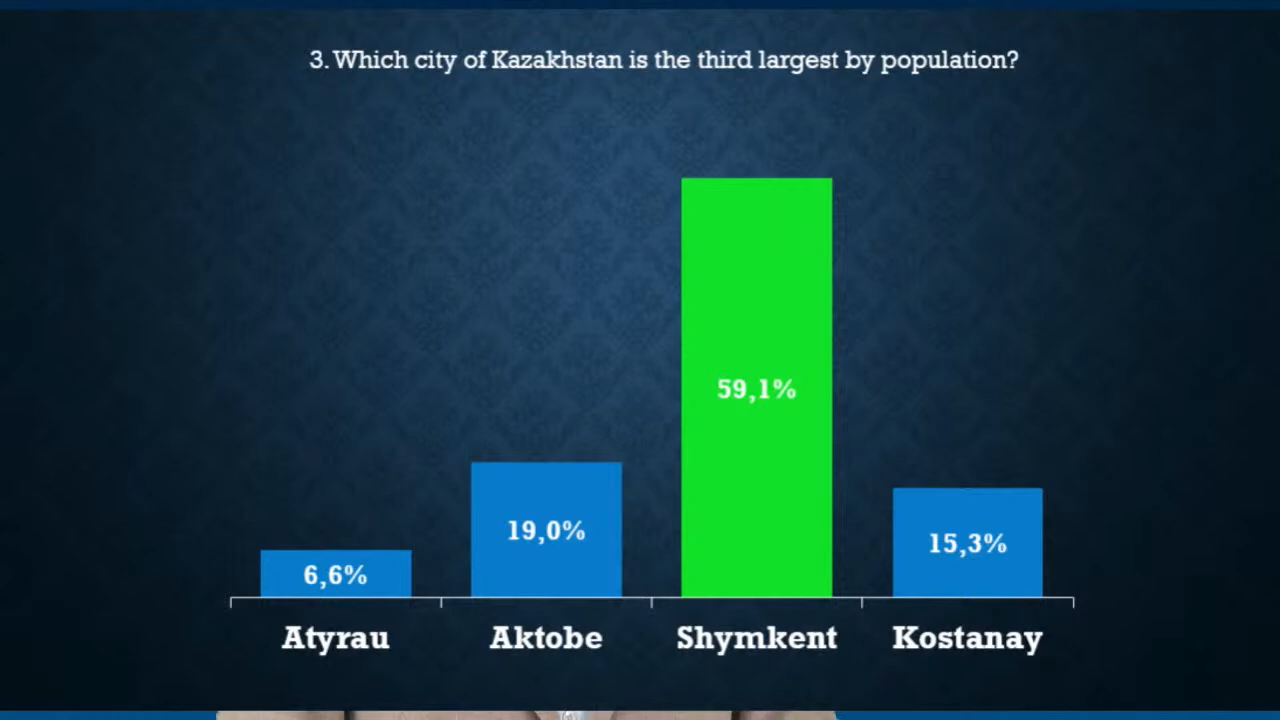 3. Which city of Kazakhstan is the third largest by population?
59,1%
19,0%
15,3%
6,6%
Atyrau Aktobe Shymkent Kostanay